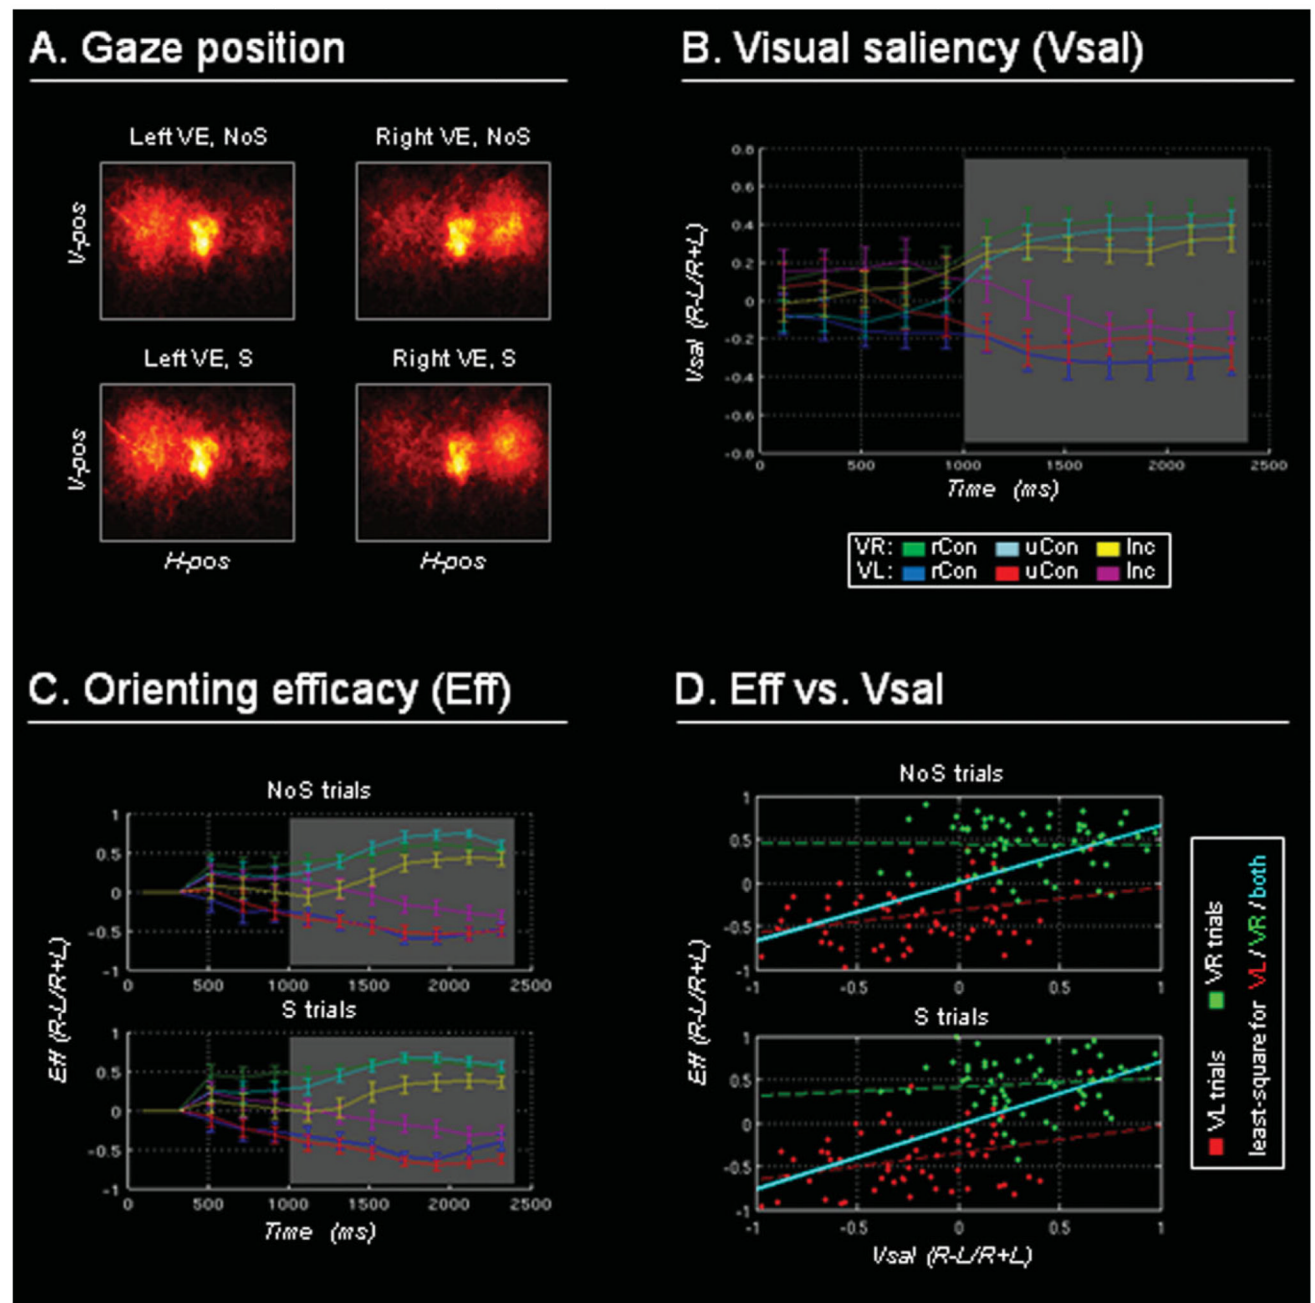 A. Gaze position
Left VE, NoS
Right VE, NoS
V-pos
Left VE, S
Right VE, S
V-pos
H-pos
H-pos
B. Visual saliency (Vsal)
Vsal (R-L/R+L)
0.8
0.6
0.4
0.2
0
-0.2
-0.4
-0.6
-0.8
0 500 1000 1500 2000 2500
Time (ms)
VR: rCon uCon Inc
VL: rCon uCon Inc
C. Orienting efficacy (Eff)
NoS trials
1
0.5
0
-0.5
-1
0 500 1000 1500 2000 2500
S trials
1
0.5
0
-0.5
-1
0 500 1000 1500 2000 2500
Eff (R-L/R+L)
Time (ms)
D. Eff vs. Vsal
NoS trials
1
0.5
0
-0.5
-1
-1 -0.5 0 0.5 1
S trials
1
0.5
0
-0.5
-1
-1 -0.5 0 0.5 1
Eff (R-L/R+L)
Vsal (R-L/R+L)
VL trials VR trials
least-square for VL / VR / both